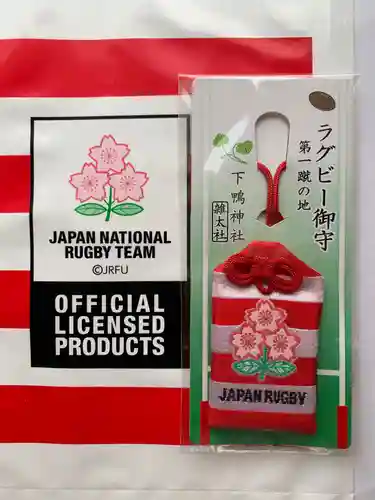 JAPAN NATIONAL
RUGBY TEAM
©JRFU
OFFICIAL
LICENSED
PRODUCTS
ラグビー御守
第一蹴の地
下鴨神社
雑太社
JAPAN RUGBY